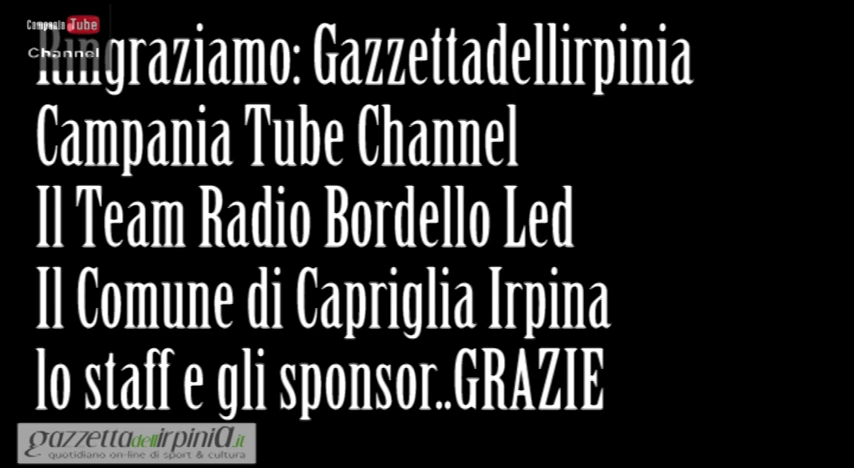 Campania Tube
Channel
Ringraziamo: Gazzettadellirpinia
Campania Tube Channel
Il Team Radio Bordello Led
Il Comune di Capriglia Irpina
lo staff e gli sponsor..GRAZIE
gazzettadellirpinia.it
quotidiano on-line di sport & cultura